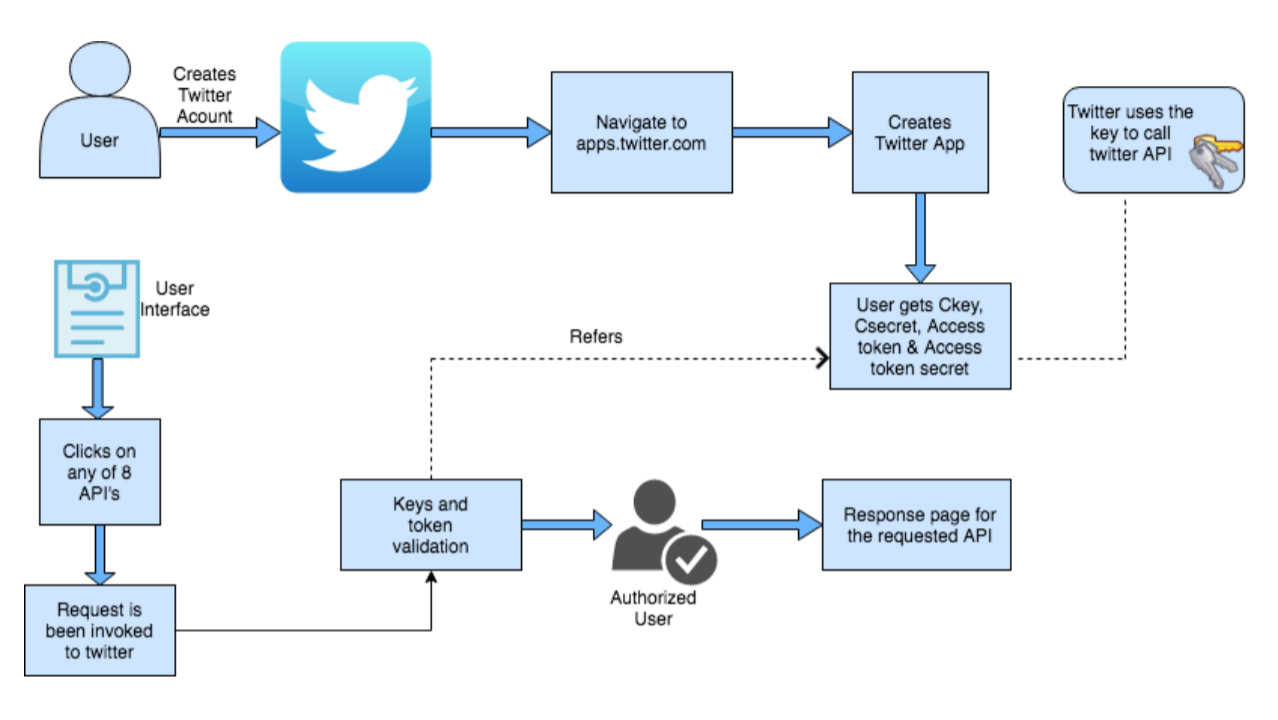 Creates
Twitter
Acount
User
Navigate to
apps.twitter.com
Creates
Twitter App
Twitter uses the
key to call
twitter API
User
Interface
User gets Ckey,
Csecret, Access
token & Access
token secret
Refers
Clicks on
any of 8
API's
Keys and
token
validation
Response page for
the requested API
Authorized
User
Request is
been invoked
to twitter